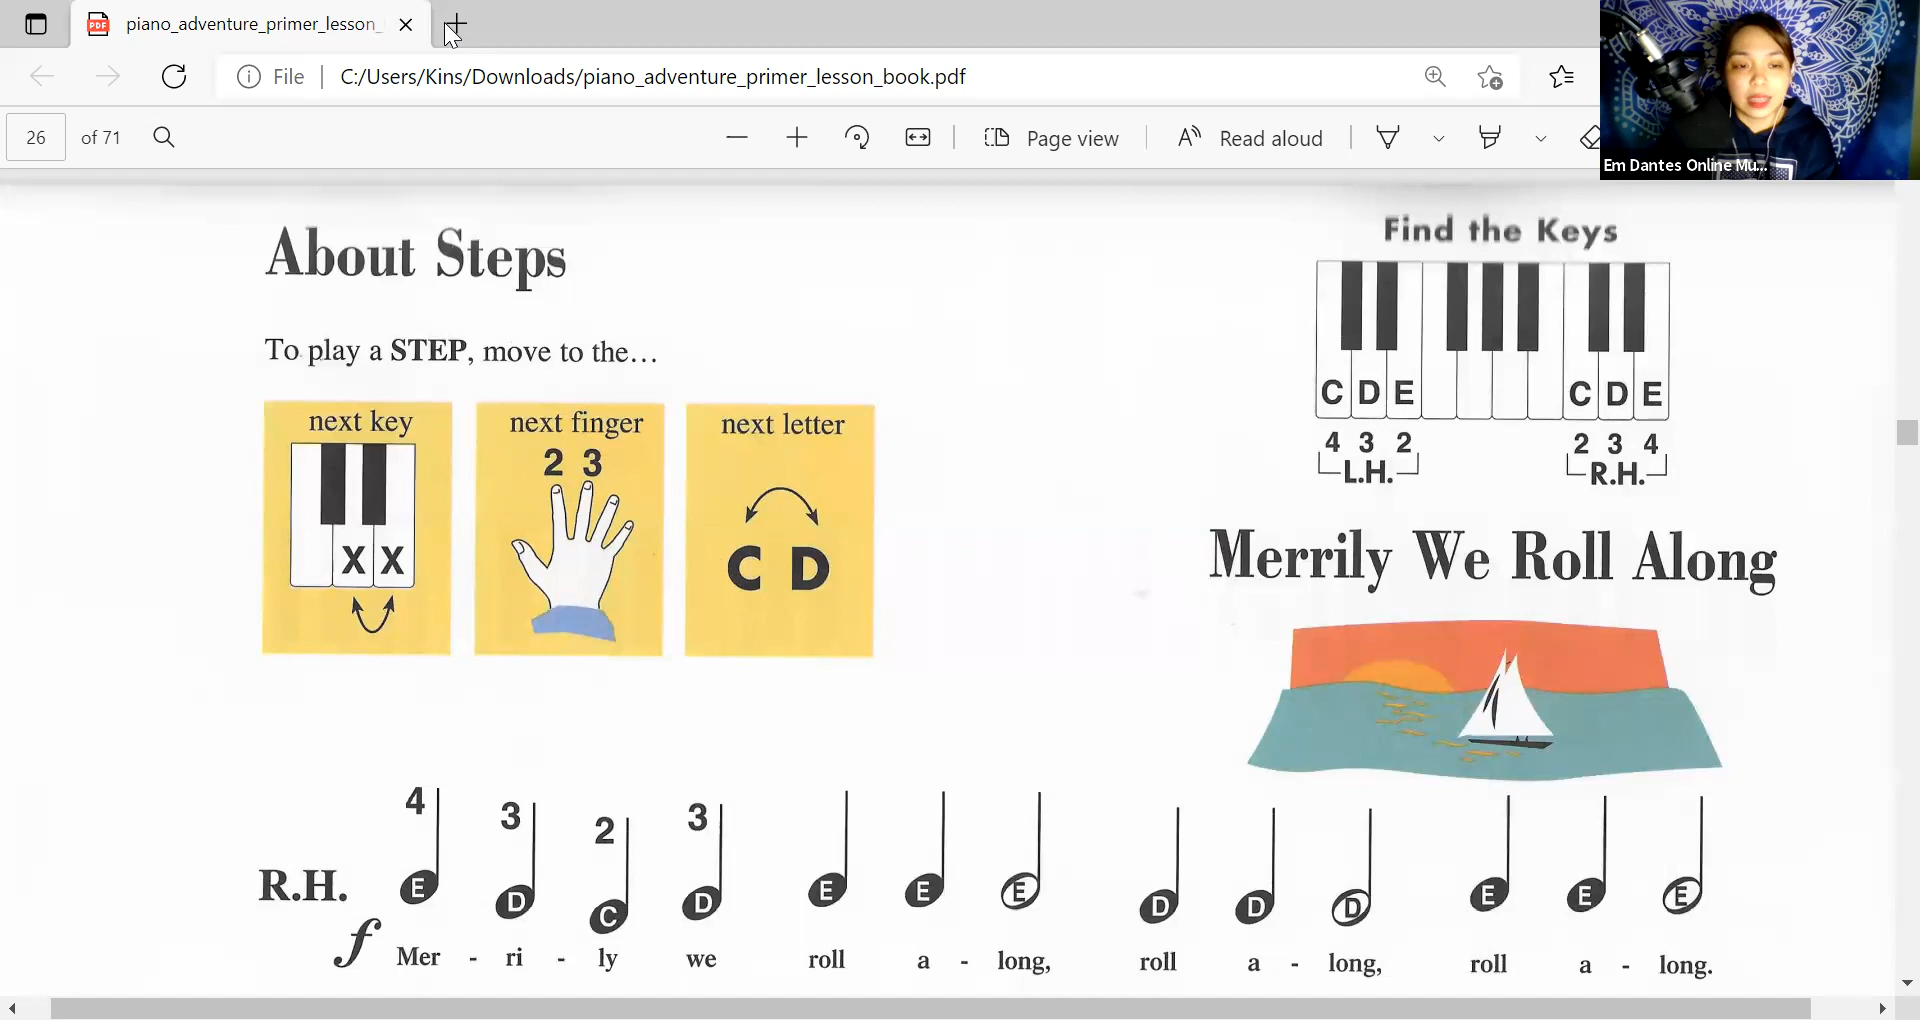 piano_adventure_primer_lesson_
File
C:/Users/Kins/Downloads/piano_adventure_primer_lesson_book.pdf
26 of 71
Page view
Read aloud
Em Dantes Online Mu...
About Steps
Find the Keys
To play a STEP, move to the...
C D E C D E
4 3 2 2 3 4
L.H. R.H.
next key
X X
next finger
2 3
next letter
C D
Merrily We Roll Along
4 3 2 3
R.H. E D C D E E E D D D E E E
f Mer - ri - ly we roll a - long, roll a - long, roll a - long.